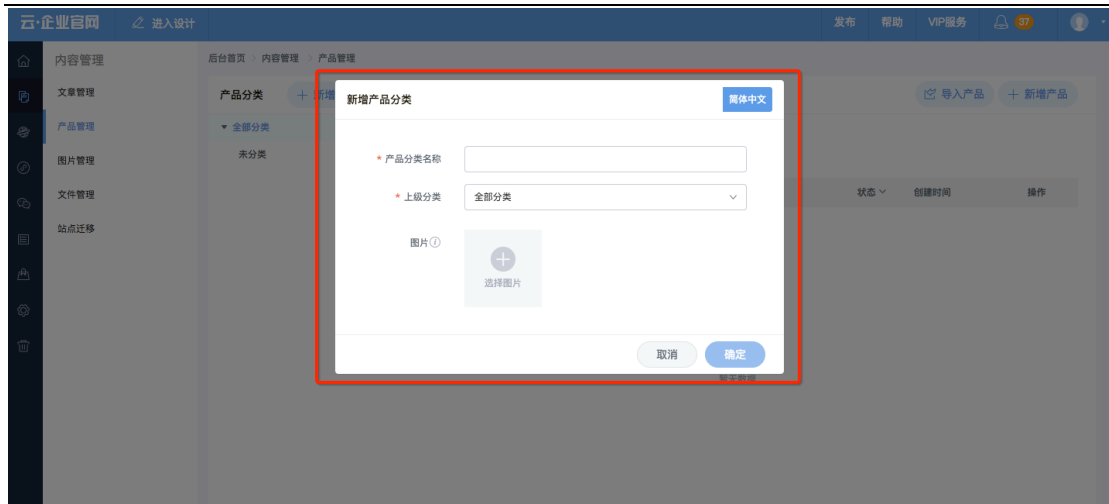 云·企业官网 进入设计 发布 帮助 VIP服务 37
内容管理 后台首页 内容管理 产品管理
文章管理
产品管理
图片管理
文件管理
站点迁移
产品分类 + 新增 导入产品 + 新增产品
全部分类
未分类
状态 创建时间 操作
新增产品分类 简体中文
* 产品分类名称
* 上级分类 全部分类
图片
选择图片
取消 确定
暂无数据